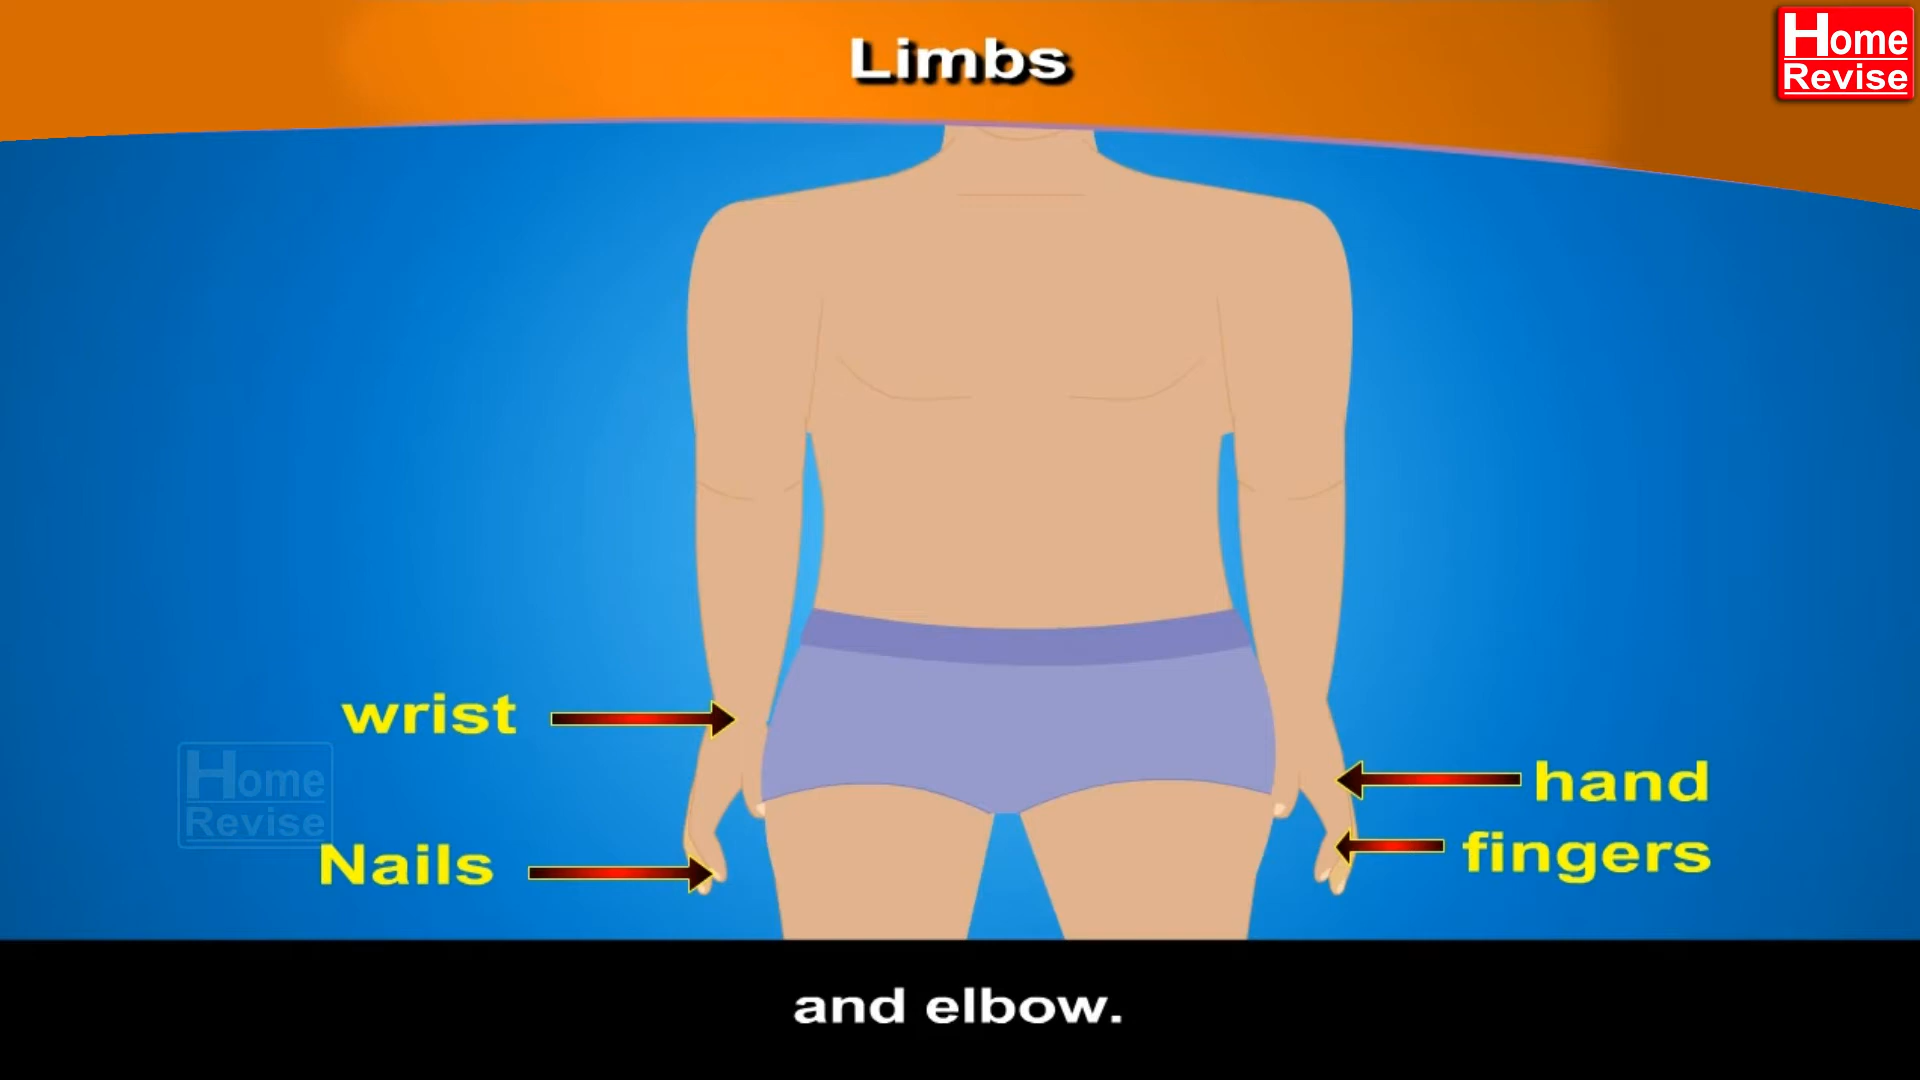 Limbs
Home
Revise
wrist
hand
Home
Revise
fingers
Nails
and elbow.